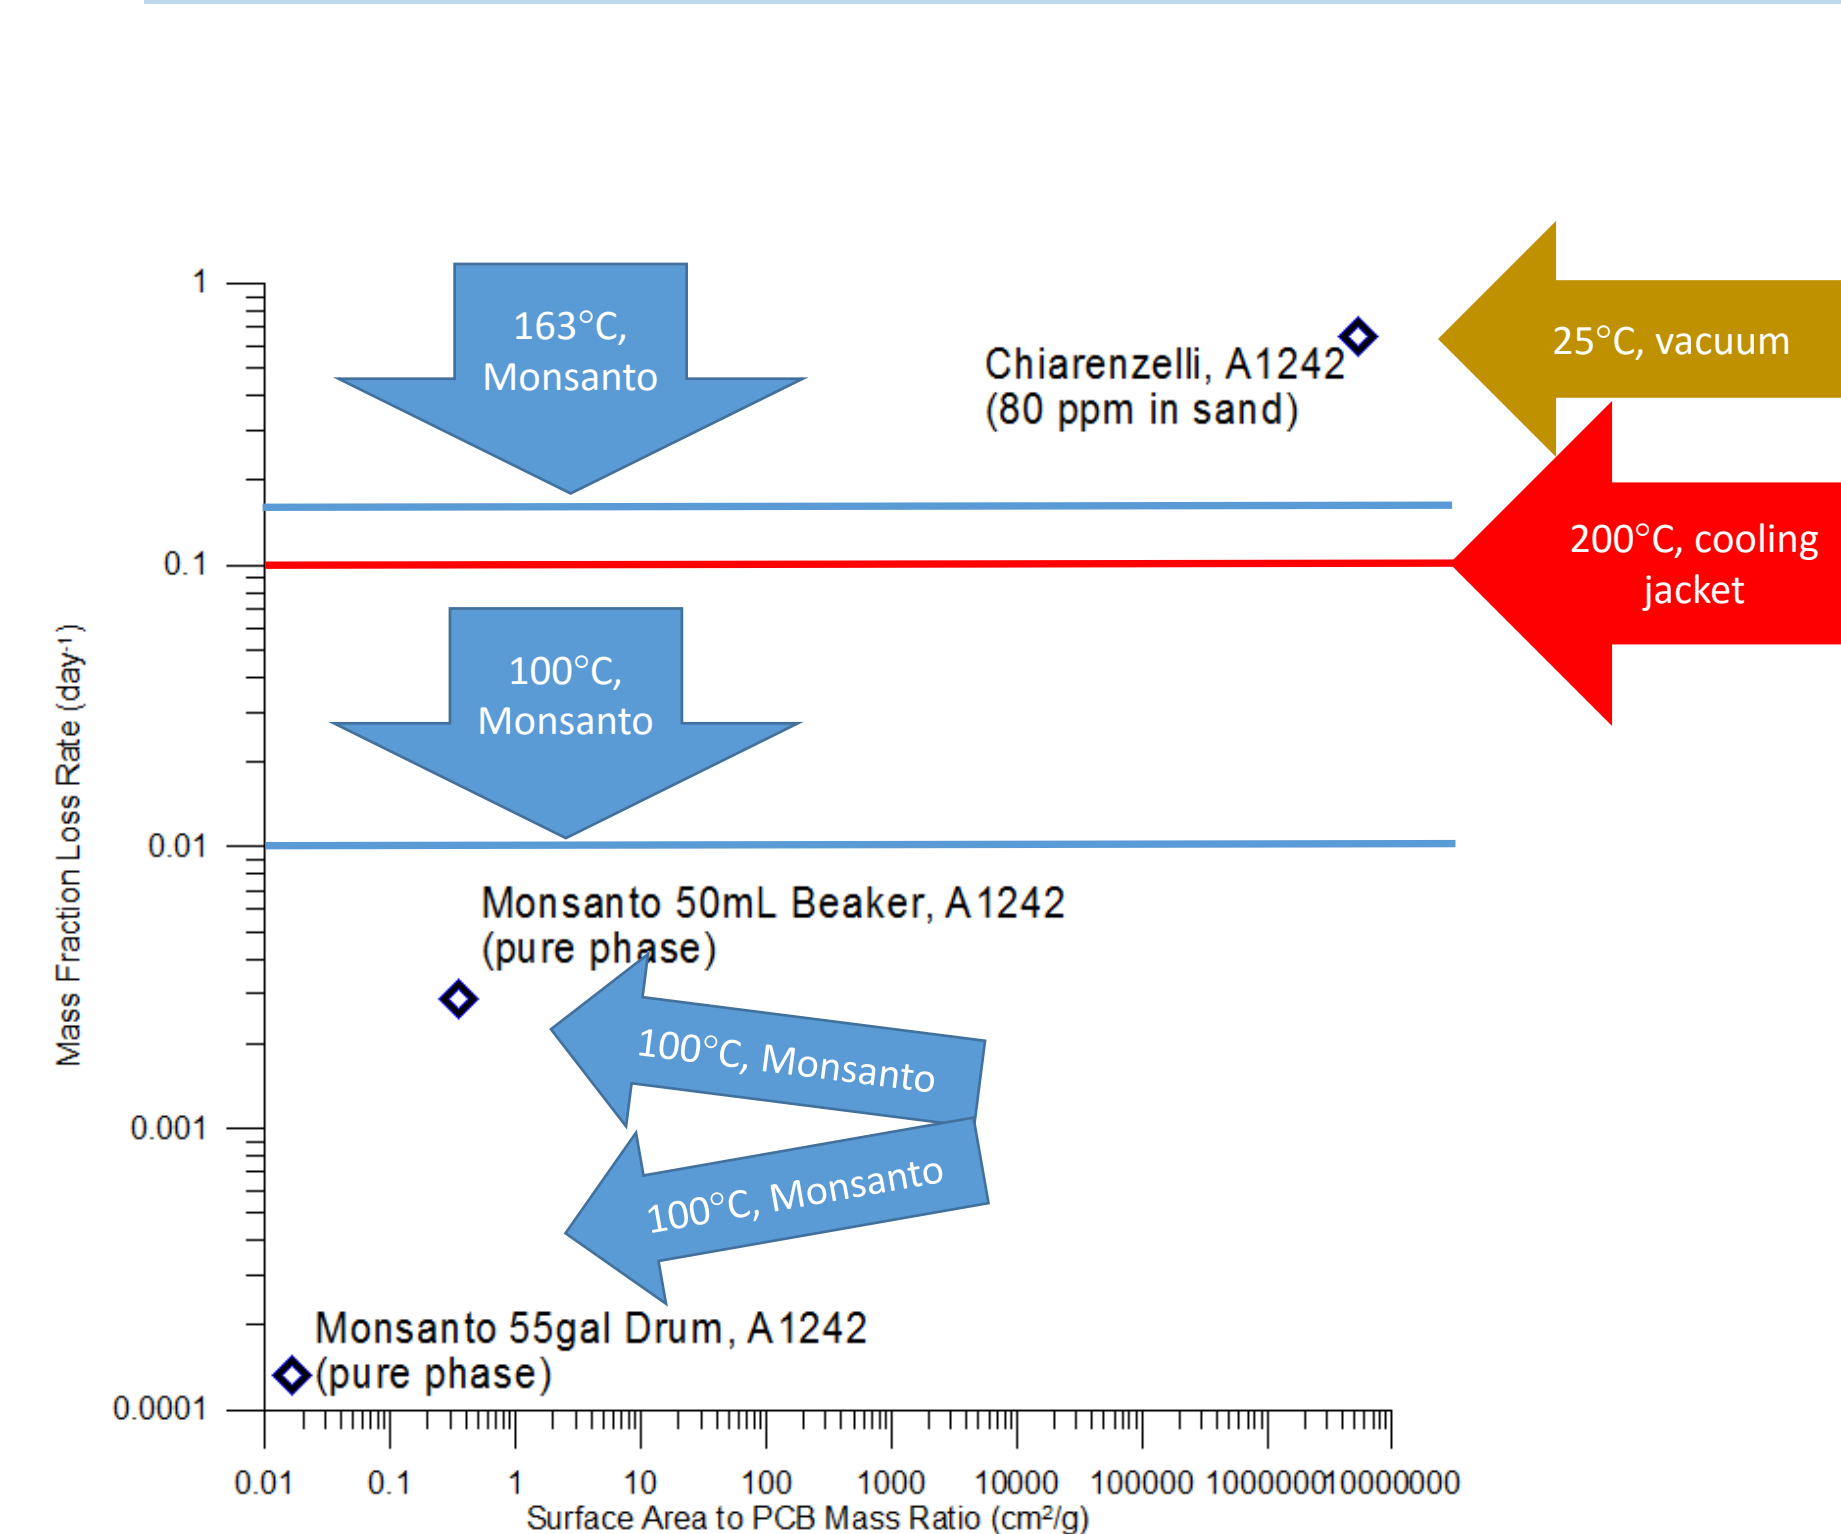 1
163°C,
Monsanto
Chiarenzelli, A1242
(80 ppm in sand)
25°C, vacuum
0.1
200°C, cooling
jacket
100°C,
Monsanto
Mass Fraction Loss Rate (day-1)
0.01
Monsanto 50mL Beaker, A1242
(pure phase)
100°C, Monsanto
0.001
100°C, Monsanto
Monsanto 55gal Drum, A1242
(pure phase)
0.0001
0.01 0.1 1 10 100 1000 10000 100000 1000000 10000000
Surface Area to PCB Mass Ratio (cm²/g)